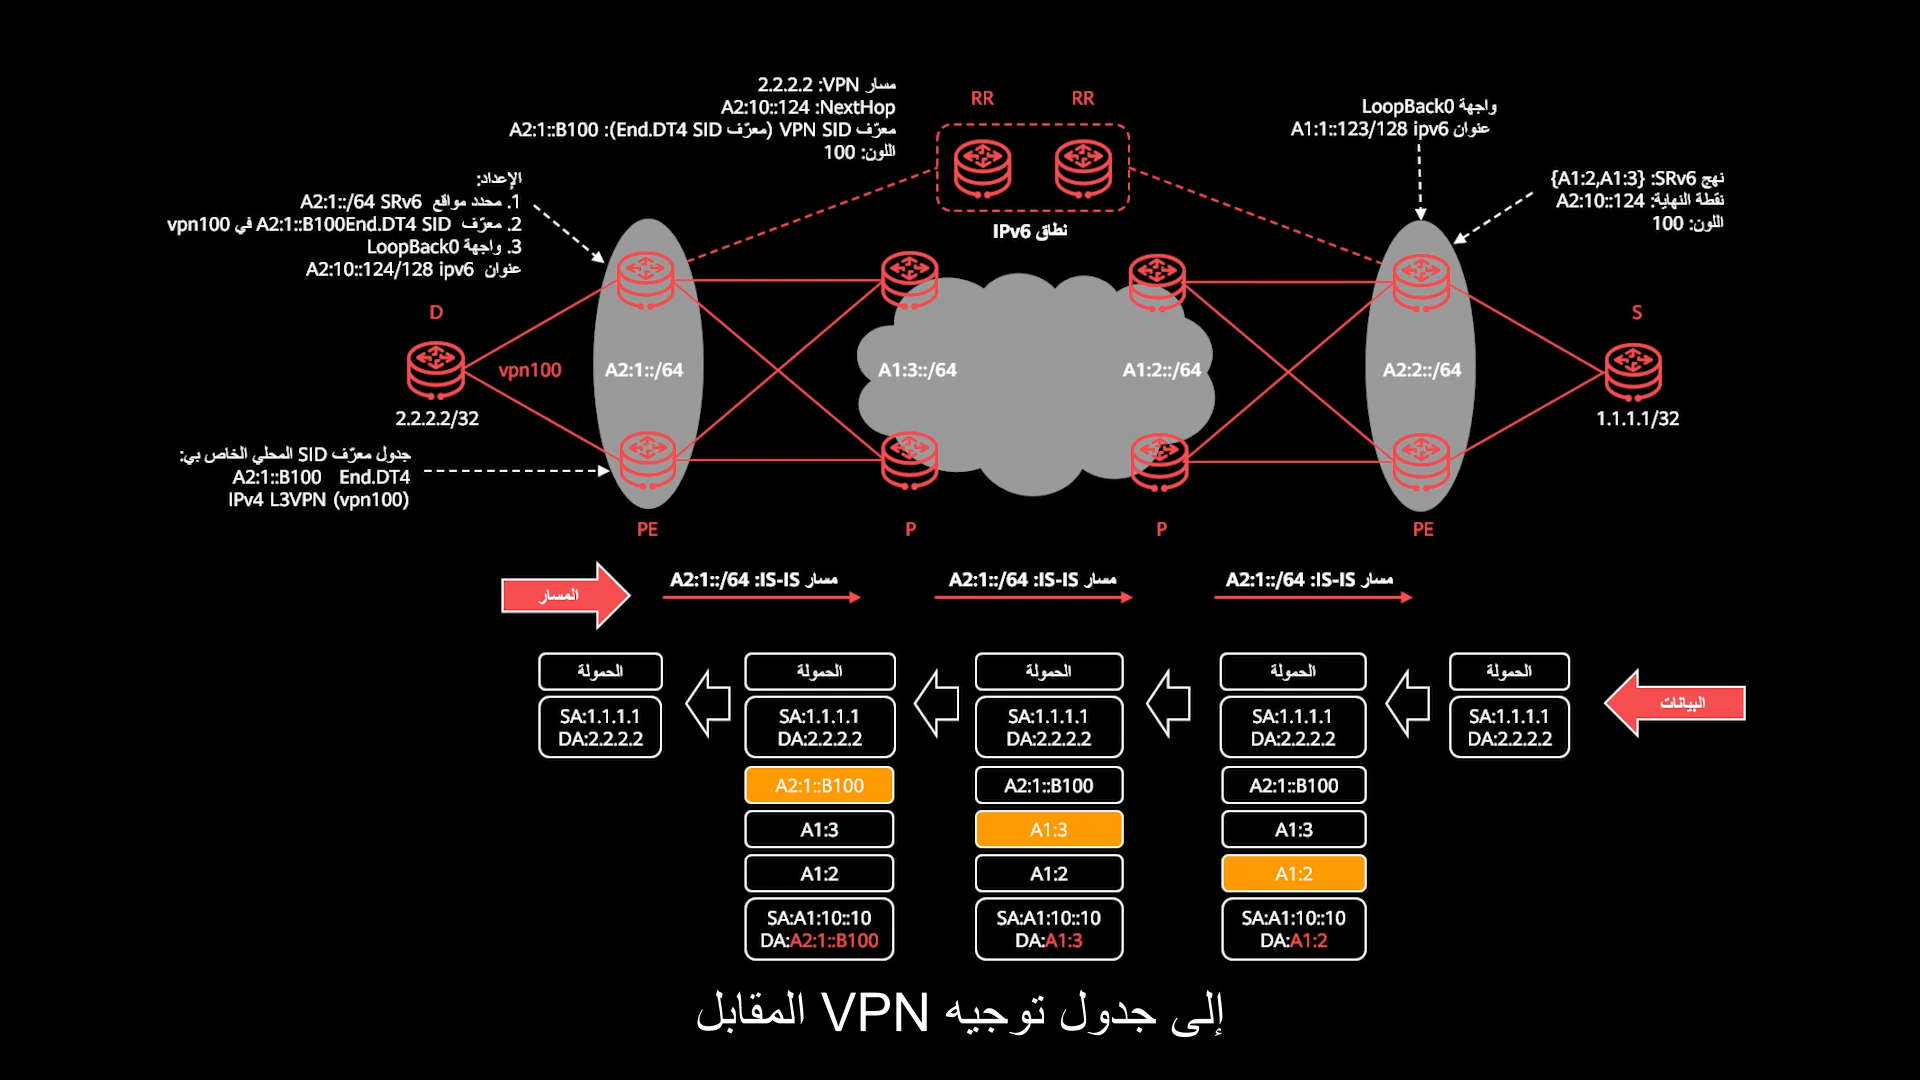 مسار VPN: 2.2.2.2
NextHop: A2:10::124
معرّف VPN SID (معرّف End.DT4 SID): A2:1::B100
اللون: 100
RR
RR
نطاق IPv6
واجهة LoopBack0
عنوان A1:1::123/128 ipv6
نهج SRv6: {A1:2,A1:3}
نقطة النهاية: A2:10::124
اللون: 100
الإعداد:
1. محدد مواقع A2:1::/64 SRv6
2. معرّف A2:1::B100End.DT4 SID في vpn100
3. واجهة LoopBack0
عنوان A2:10::124/128 ipv6
D
S
vpn100
A2:1::/64
A1:3::/64
A1:2::/64
A2:2::/64
2.2.2.2/32
1.1.1.1/32
جدول معرّف SID المحلي الخاص بي:
A2:1::B100 End.DT4
IPv4 L3VPN (vpn100)
PE
P
P
PE
المسار
مسار IS-IS: A2:1::/64
مسار IS-IS: A2:1::/64
مسار IS-IS: A2:1::/64
الحمولة
SA:1.1.1.1
DA:2.2.2.2
الحمولة
SA:1.1.1.1
DA:2.2.2.2
A2:1::B100
A1:3
A1:2
SA:A1:10::10
DA:A2:1::B100
الحمولة
SA:1.1.1.1
DA:2.2.2.2
A2:1::B100
A1:3
A1:2
SA:A1:10::10
DA:A1:3
الحمولة
SA:1.1.1.1
DA:2.2.2.2
A2:1::B100
A1:3
A1:2
SA:A1:10::10
DA:A1:2
الحمولة
SA:1.1.1.1
DA:2.2.2.2
البيانات
إلى جدول توجيه VPN المقابل